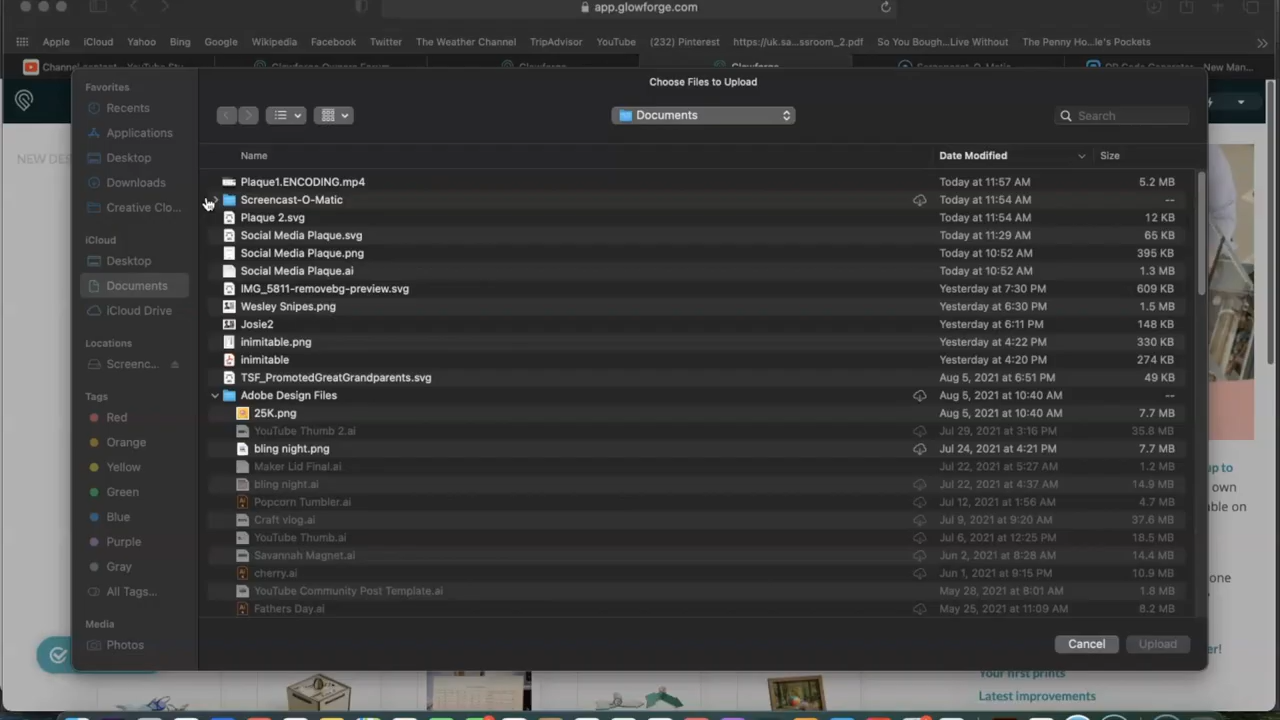 app.glowforge.com
Apple iCloud Yahoo Bing Google Wikipedia Facebook Twitter The Weather Channel TripAdvisor YouTube (232) Pinterest https://uk.sa...ssroom_2.pdf So You Bough...Live Without The Penny Ho...le's Pockets
Choose Files to Upload
Favorites
Recents
Applications
Desktop
Downloads
Creative Clo...
iCloud
Desktop
Documents
iCloud Drive
Locations
Screenc...
Tags
Red
Orange
Yellow
Green
Blue
Purple
Gray
All Tags...
Media
Photos
Documents
Search
Name Date Modified Size
Plaque1.ENCODING.mp4 Today at 11:57 AM 5.2 MB
Screencast-O-Matic Today at 11:54 AM --
Plaque 2.svg Today at 11:54 AM 12 KB
Social Media Plaque.svg Today at 11:29 AM 65 KB
Social Media Plaque.png Today at 10:52 AM 395 KB
Social Media Plaque.ai Today at 10:52 AM 1.3 MB
IMG_5811-removebg-preview.svg Yesterday at 7:30 PM 609 KB
Wesley Snipes.png Yesterday at 6:30 PM 1.5 MB
Josie2 Yesterday at 6:11 PM 148 KB
inimitable.png Yesterday at 4:22 PM 330 KB
inimitable Yesterday at 4:20 PM 274 KB
TSF_PromotedGreatGrandparents.svg Aug 5, 2021 at 6:51 PM 49 KB
Adobe Design Files Aug 5, 2021 at 10:40 AM --
25K.png Aug 5, 2021 at 10:40 AM 7.7 MB
YouTube Thumb 2.ai Jul 29, 2021 at 3:16 PM 35.8 MB
bling night.png Jul 24, 2021 at 4:21 PM 7.7 MB
Maker Lid Final.ai Jul 22, 2021 at 5:27 AM 1.2 MB
bling night.ai Jul 22, 2021 at 4:37 AM 14.9 MB
Popcorn Tumbler.ai Jul 12, 2021 at 1:56 AM 4.7 MB
Craft vlog.ai Jul 9, 2021 at 9:20 AM 37.6 MB
YouTube Thumb.ai Jul 6, 2021 at 12:25 PM 18.5 MB
Savannah Magnet.ai Jun 2, 2021 at 8:28 AM 14.4 MB
cherry.ai Jun 1, 2021 at 9:15 PM 10.9 MB
YouTube Community Post Template.ai May 28, 2021 at 8:01 AM 1.8 MB
Fathers Day.ai May 25, 2021 at 11:09 AM 8.2 MB
Cancel Upload
NEW DES
up to
own
able on
one
Your first prints
Latest improvements